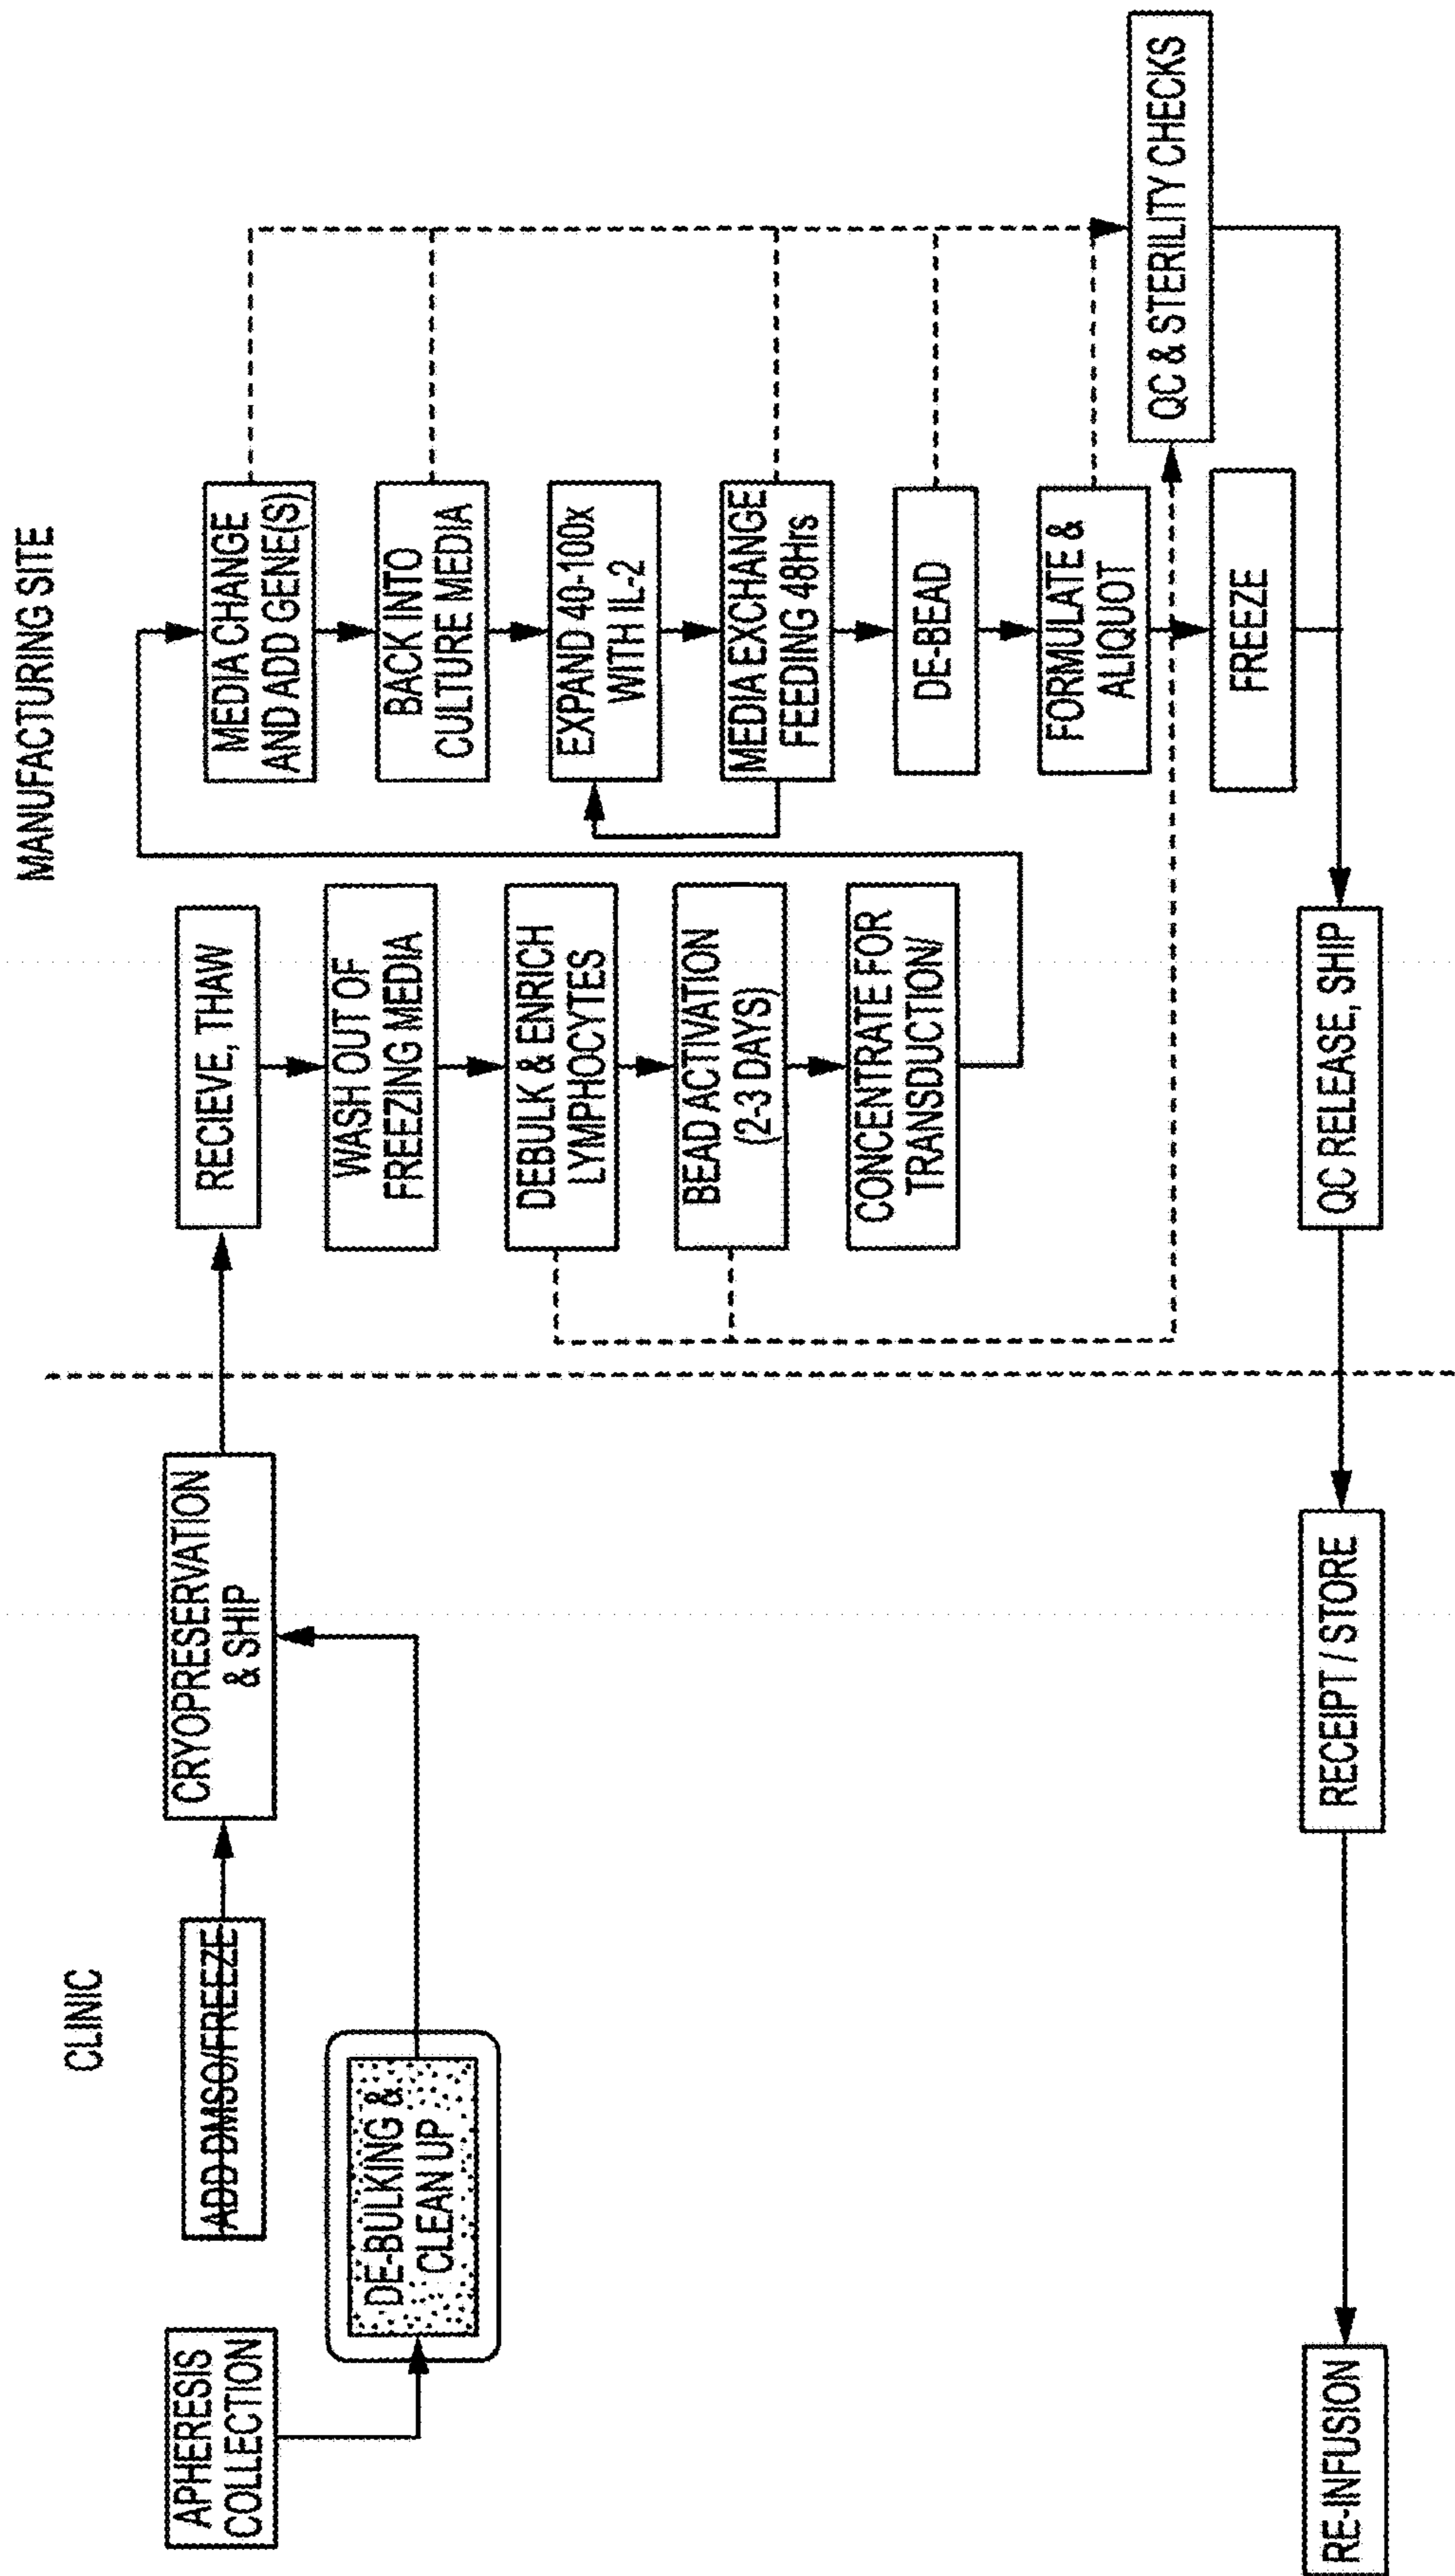 CLINIC
MANUFACTURING SITE
APHERESIS
COLLECTION
ADD DMSO/FREEZE
DE-BULKING &
CLEAN UP
CRYOPRESERVATION
& SHIP
RECIEVE, THAW
WASH OUT OF
FREEZING MEDIA
DEBULK & ENRICH
LYMPHOCYTES
BEAD ACTIVATION
(2-3 DAYS)
CONCENTRATE FOR
TRANSDUCTION/
MEDIA CHANGE
AND ADD GENE(S)
BACK INTO
CULTURE MEDIA
EXPAND 40-100x
WITH IL-2
MEDIA EXCHANGE
FEEDING 48Hrs
DE-BEAD
FORMULATE &
ALIQUOT
FREEZE
QC & STERILITY CHECKS
QC RELEASE, SHIP
RECEIPT / STORE
RE-INFUSION